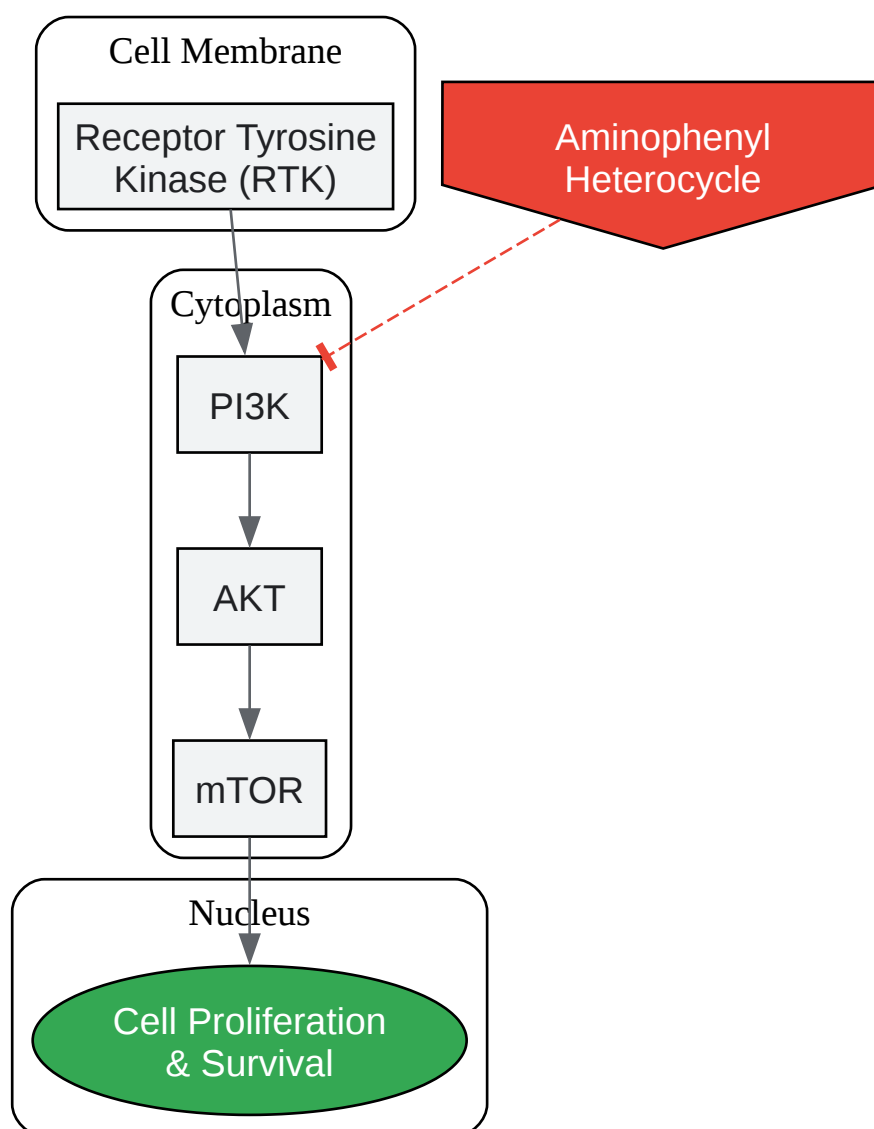 Cell Membrane
Receptor Tyrosine
Kinase (RTK)
Aminophenyl
Heterocycle
Cytoplasm
PI3K
AKT
mTOR
Nucleus
Cell Proliferation
& Survival